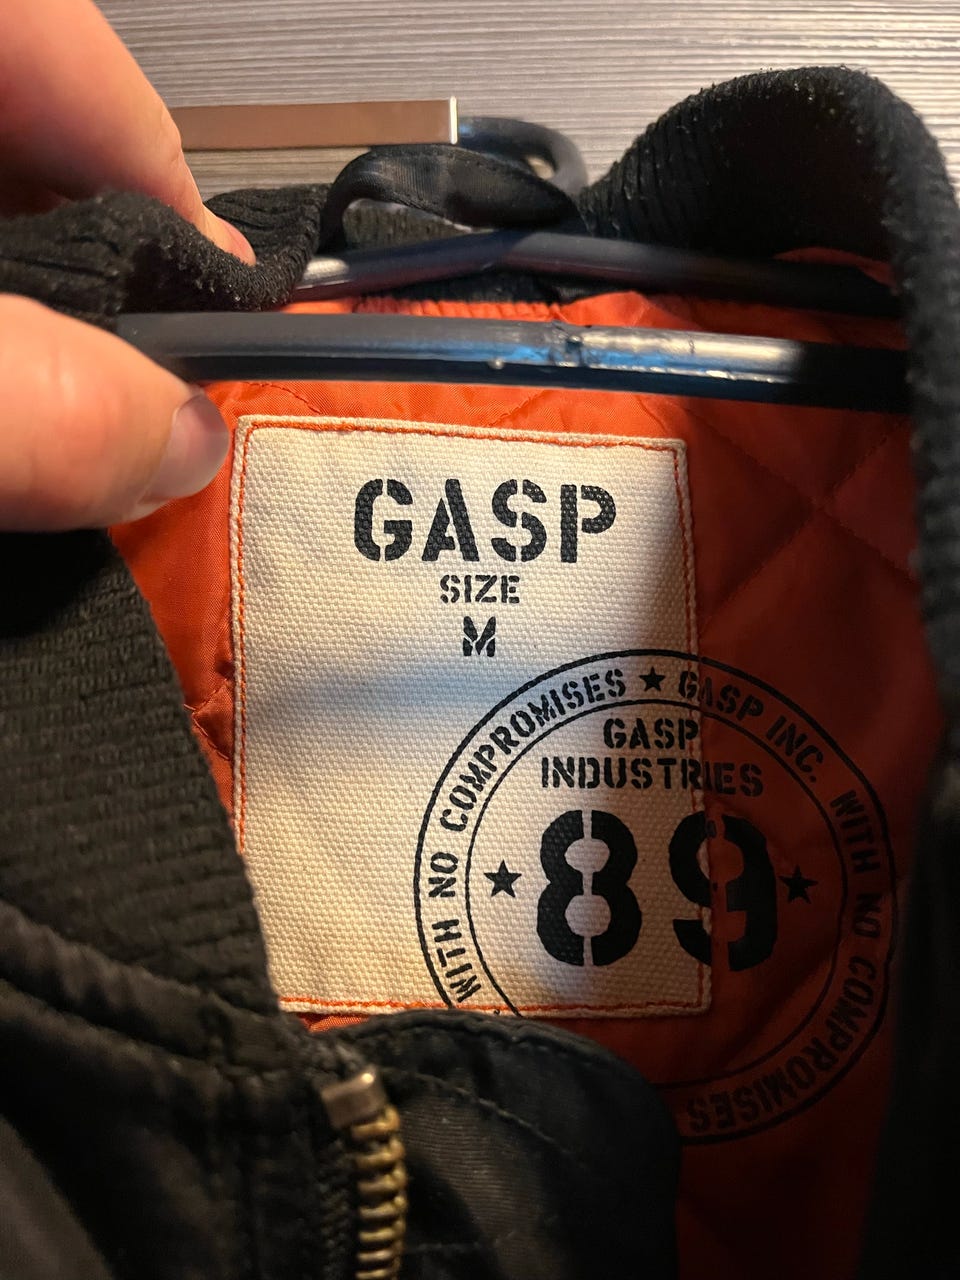 GASP
SIZE
M
WITH NO COMPROMISES ★ GASP INC. WITH NO COMPROMISES
GASP
INDUSTRIES
★ 89 ★